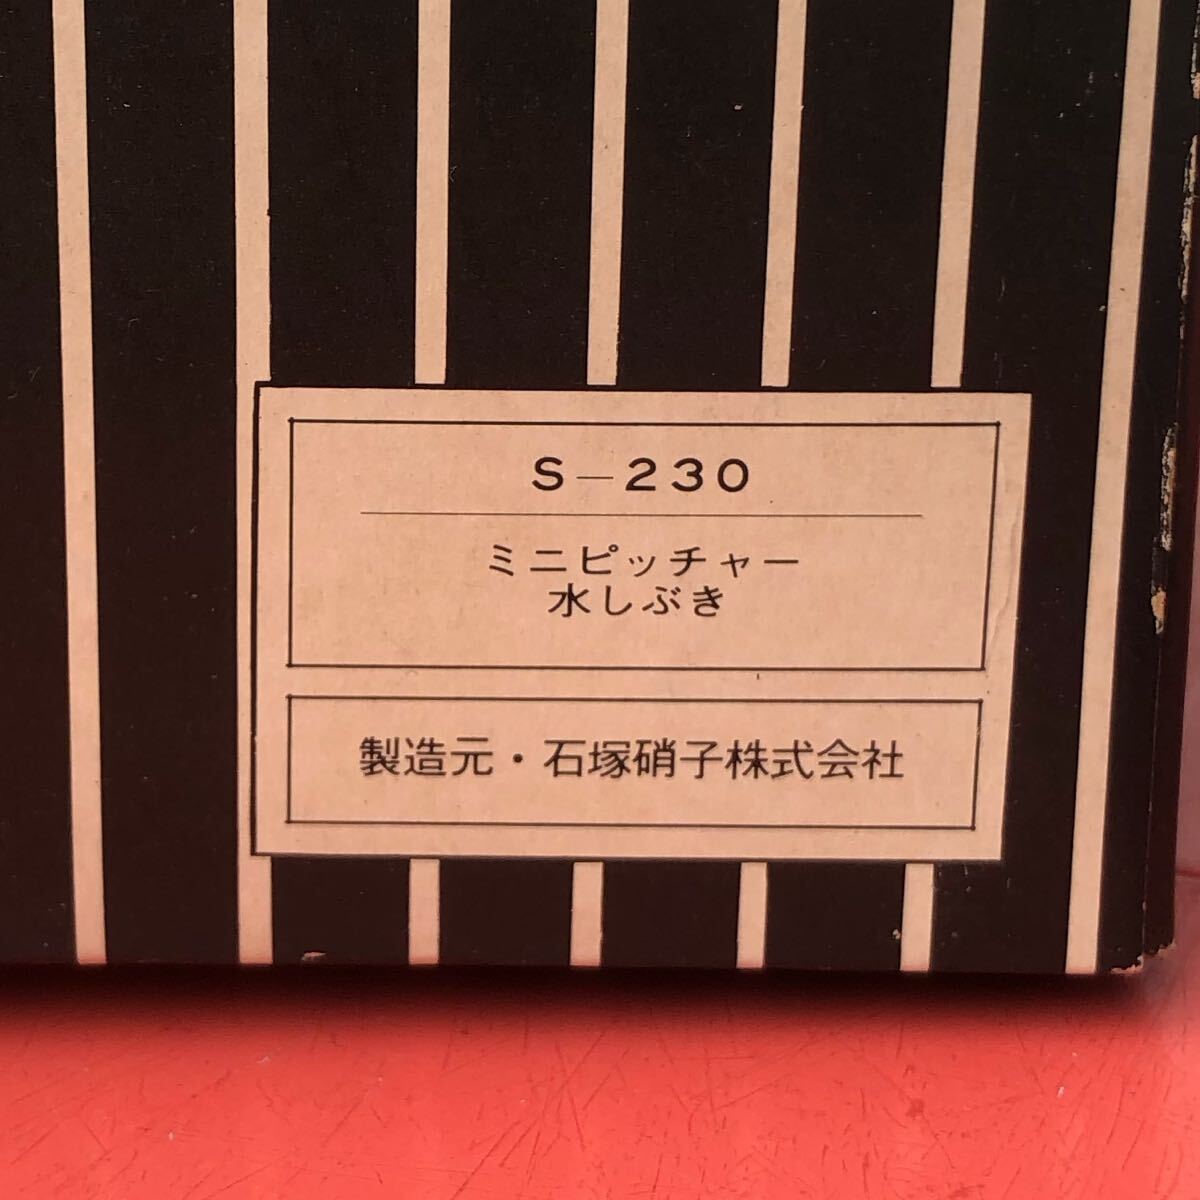 S－230
ミニピッチャー
水しぶき
製造元・石塚硝子株式会社